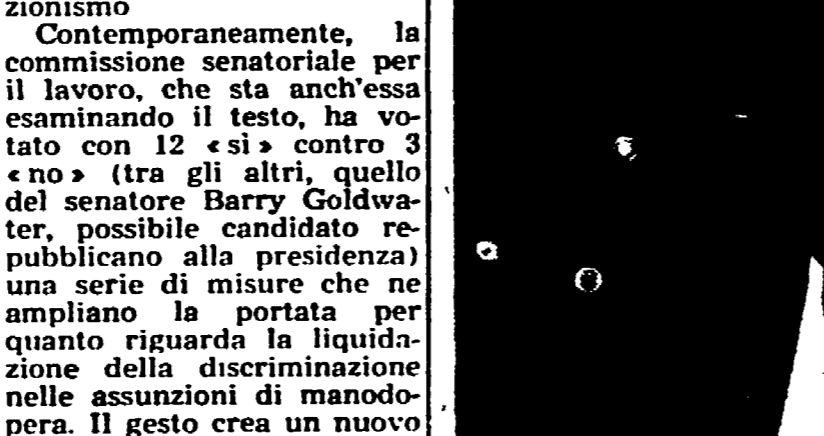 zionismo
Contemporaneamente, la
commissione senatoriale per
il lavoro, che sta anch'essa
esaminando il testo, ha vo-
tato con 12 «sì» contro 3
«no» (tra gli altri, quello
del senatore Barry Goldwa-
ter, possibile candidato re-
pubblicano alla presidenza)
una serie di misure che ne
ampliano la portata per
quanto riguarda la liquida-
zione della discriminazione
nelle assunzioni di manodo-
pera. Il gesto crea un nuovo